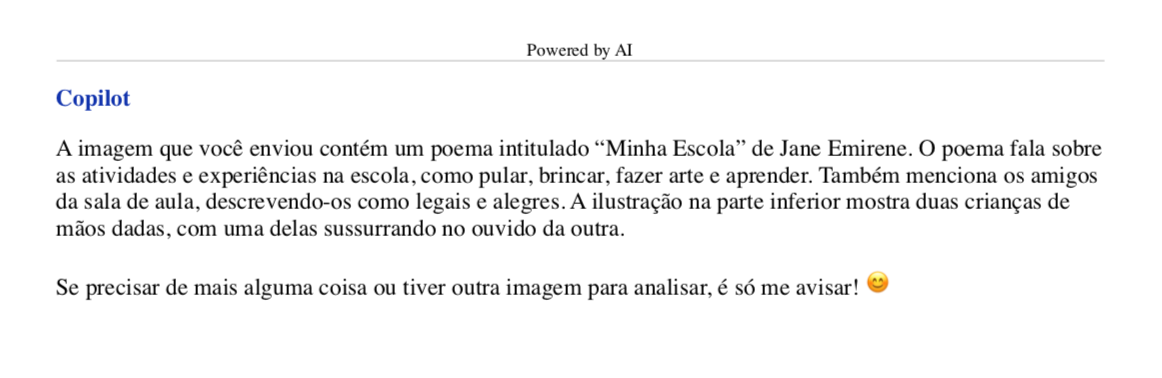 Powered by AI
Copilot
A imagem que você enviou contém um poema intitulado “Minha Escola” de Jane Emirene. O poema fala sobre
as atividades e experiências na escola, como pular, brincar, fazer arte e aprender. Também menciona os amigos
da sala de aula, descrevendo-os como legais e alegres. A ilustração na parte inferior mostra duas crianças de
mãos dadas, com uma delas sussurrando no ouvido da outra.
Se precisar de mais alguma coisa ou tiver outra imagem para analisar, é só me avisar! 😊